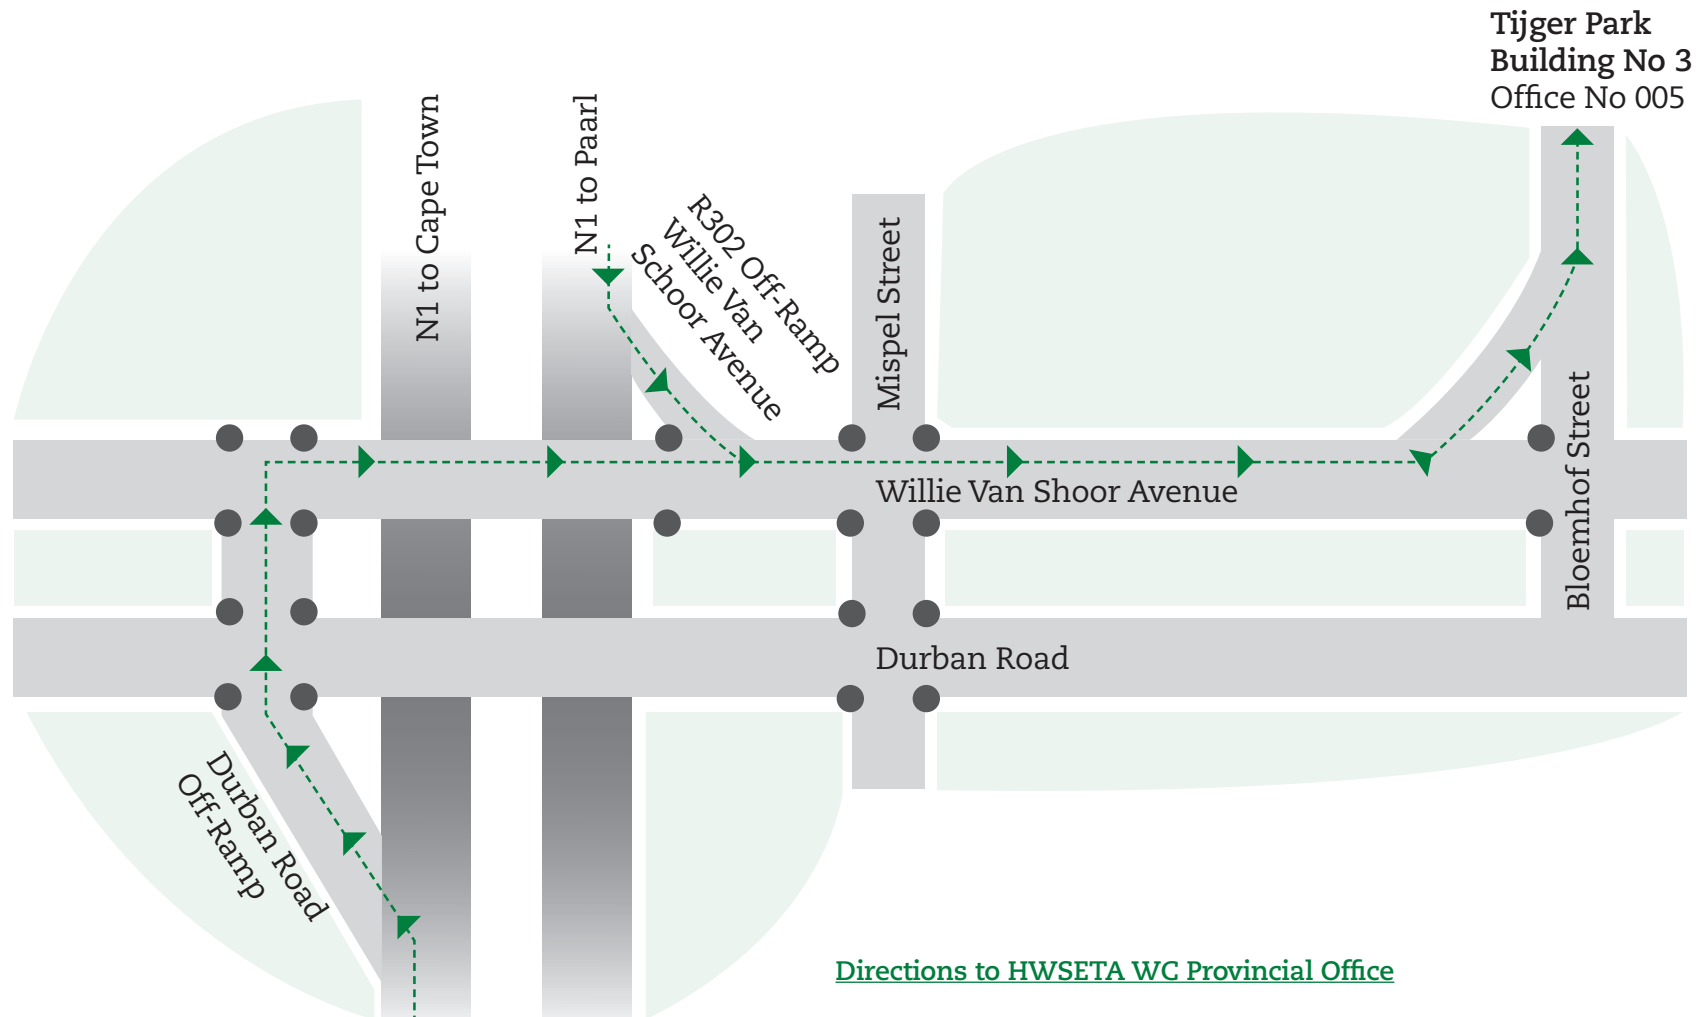 Tijger Park
Building No 3
Office No 005
N1 to Cape Town
N1 to Paarl
R302 Off-Ramp
Willie Van
Schoor Avenue
Mispel Street
Willie Van Shoor Avenue
Bloemhof Street
Durban Road
Durban Road
Off-Ramp
Directions to HWSETA WC Provincial Office